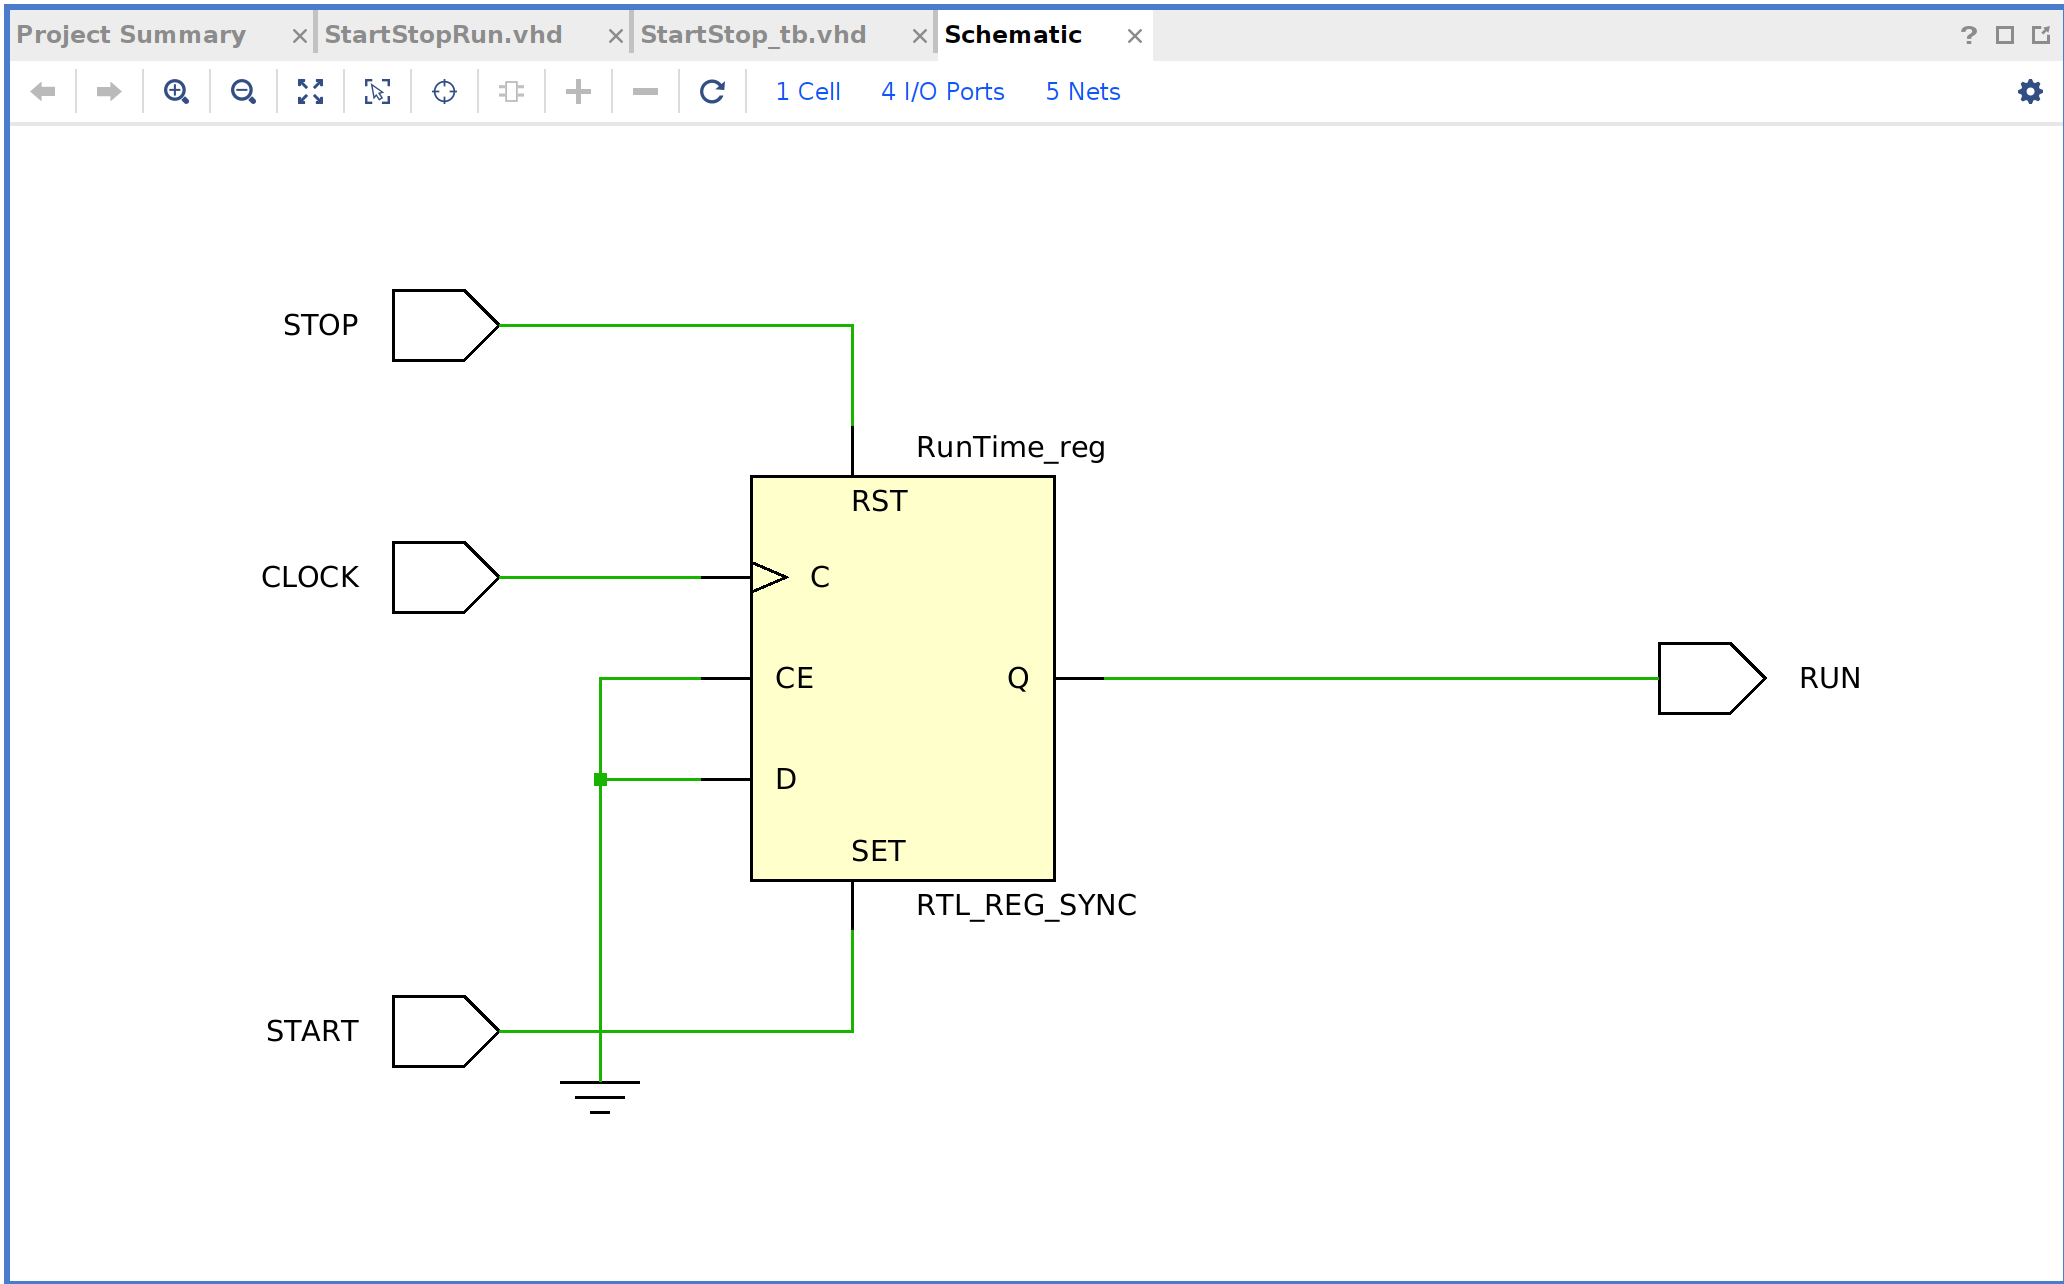 Project Summary × StartStopRun.vhd × StartStop_tb.vhd × Schematic × ?
1 Cell 4 I/O Ports 5 Nets
STOP
RunTime_reg
RST
CLOCK
C
CE
Q
RUN
D
SET
RTL_REG_SYNC
START